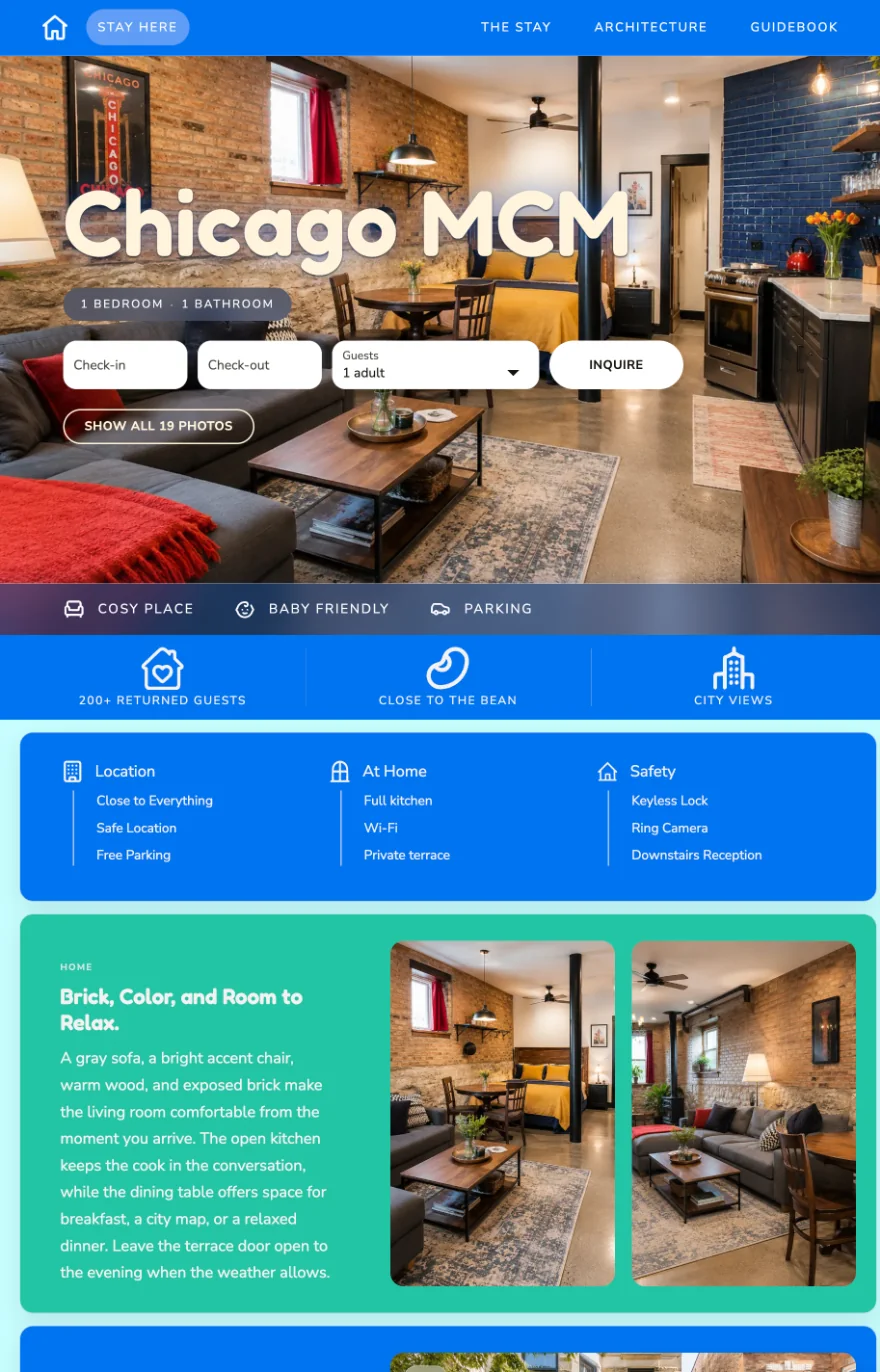 STAY HERE
THE STAY
ARCHITECTURE
GUIDEBOOK
CHICAGO
CHICAGO
CHICAGO
Chicago MCM
1 BEDROOM · 1 BATHROOM
Check-in
Check-out
Guests
1 adult
INQUIRE
SHOW ALL 19 PHOTOS
COSY PLACE
BABY FRIENDLY
PARKING
200+ RETURNED GUESTS
CLOSE TO THE BEAN
CITY VIEWS
Location
Close to Everything
Safe Location
Free Parking
At Home
Full kitchen
Wi-Fi
Private terrace
Safety
Keyless Lock
Ring Camera
Downstairs Reception
HOME
Brick, Color, and Room to
Relax.
A gray sofa, a bright accent chair,
warm wood, and exposed brick make
the living room comfortable from the
moment you arrive. The open kitchen
keeps the cook in the conversation,
while the dining table offers space for
breakfast, a city map, or a relaxed
dinner. Leave the terrace door open to
the evening when the weather allows.